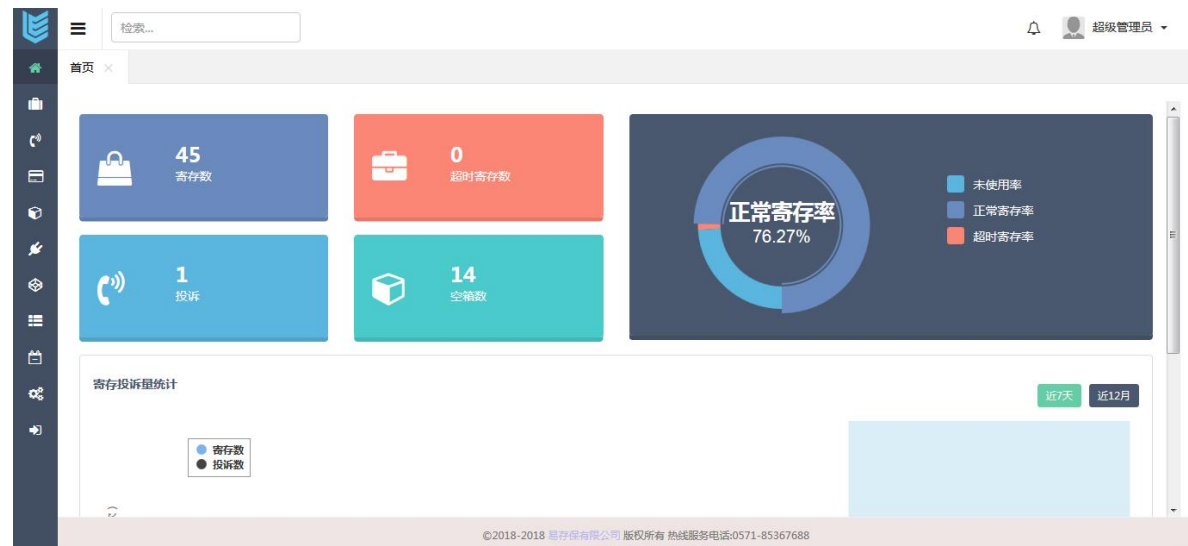 检索...
超级管理员
首页
45
寄存数
0
超时寄存数
1
投诉
14
空箱数
正常寄存率
76.27%
未使用率
正常寄存率
超时寄存率
寄存投诉量统计
近7天
近12月
寄存数
投诉数
©2018-2018 易存保有限公司 版权所有 热线服务电话:0571-85367688